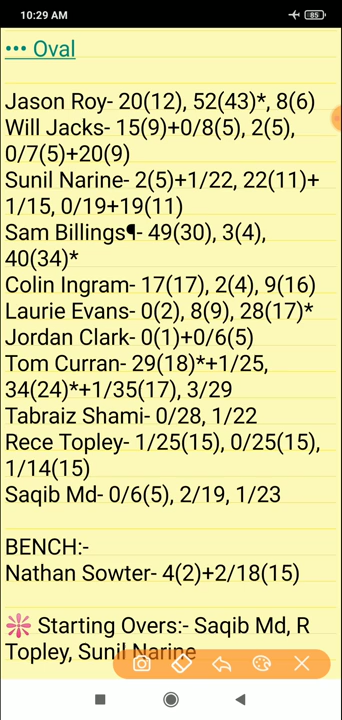 10:29 AM
85
••• Oval
Jason Roy- 20(12), 52(43)*, 8(6)
Will Jacks- 15(9)+0/8(5), 2(5),
0/7(5)+20(9)
Sunil Narine- 2(5)+1/22, 22(11)+
1/15, 0/19+19(11)
Sam Billings¶- 49(30), 3(4),
40(34)*
Colin Ingram- 17(17), 2(4), 9(16)
Laurie Evans- 0(2), 8(9), 28(17)*
Jordan Clark- 0(1)+0/6(5)
Tom Curran- 29(18)*+1/25,
34(24)*+1/35(17), 3/29
Tabraiz Shami- 0/28, 1/22
Rece Topley- 1/25(15), 0/25(15),
1/14(15)
Saqib Md- 0/6(5), 2/19, 1/23
BENCH:-
Nathan Sowter- 4(2)+2/18(15)
Starting Overs:- Saqib Md, R
Topley, Sunil Narine